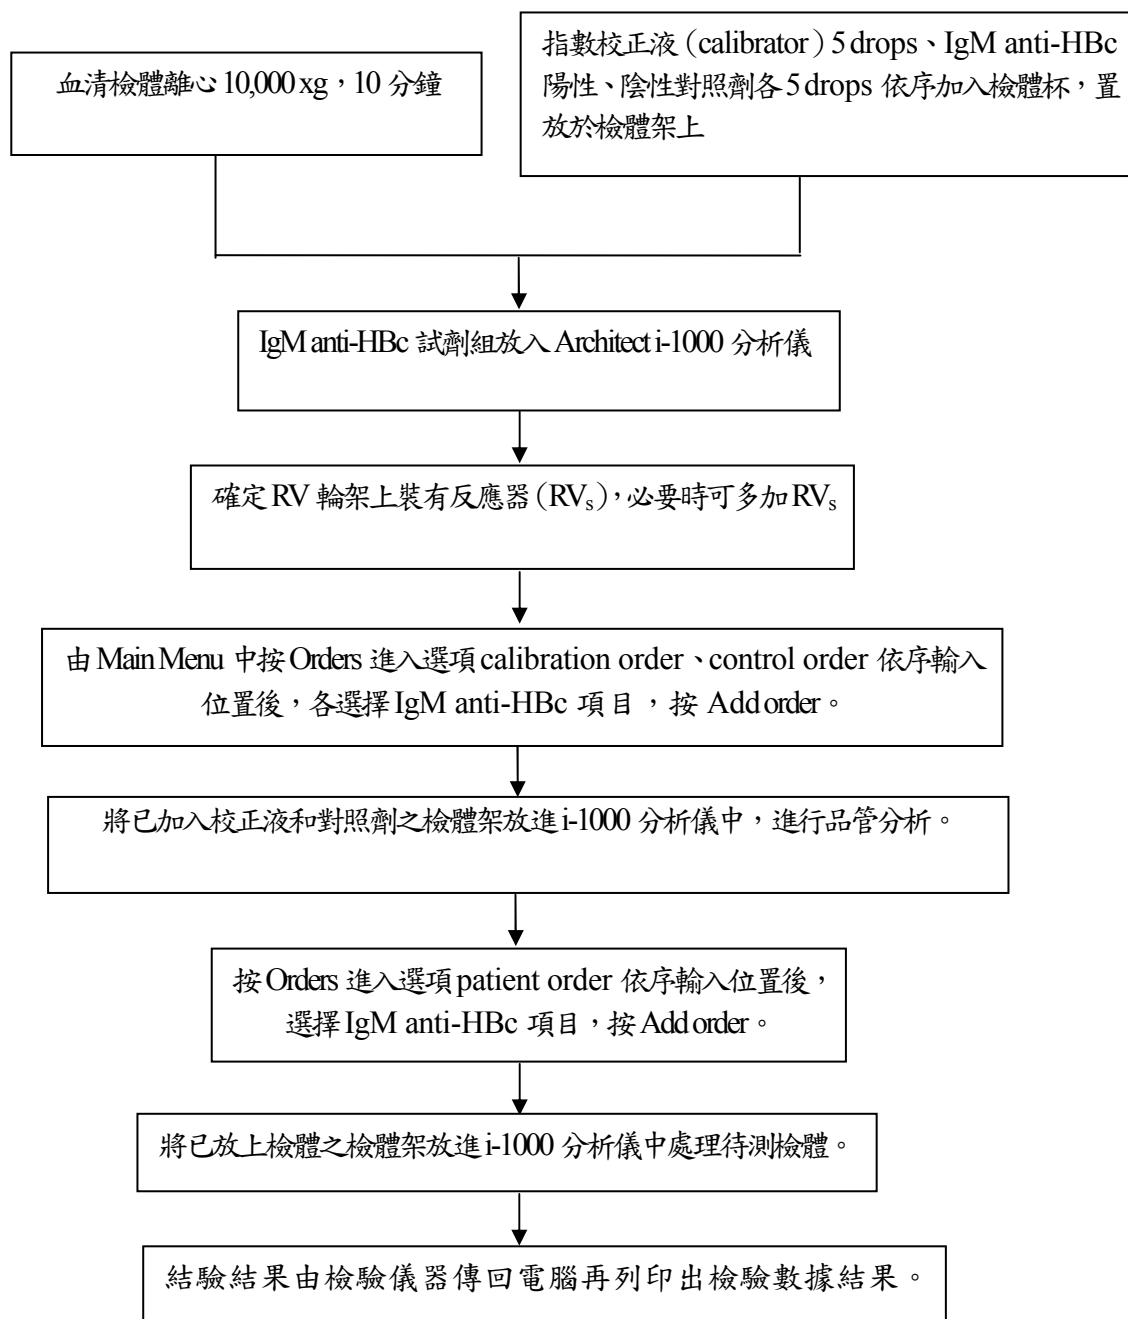 血清檢體離心 10,000 xg，10 分鐘
指數校正液（calibrator）5 drops、IgM anti-HBc
陽性、陰性對照劑各 5 drops 依序加入檢體杯，置
放於檢體架上
IgM anti-HBc 試劑組放入 Architect i-1000 分析儀
確定 RV 輪架上裝有反應器（RVs），必要時可多加 RVs
由 Main Menu 中按 Orders 進入選項 calibration order、control order 依序輸入
位置後，各選擇 IgM anti-HBc 項目，按 Add order。
將已加入校正液和對照劑之檢體架放進 i-1000 分析儀中，進行品管分析。
按 Orders 進入選項 patient order 依序輸入位置後，
選擇 IgM anti-HBc 項目，按 Add order。
將已放上檢體之檢體架放進 i-1000 分析儀中處理待測檢體。
結驗結果由檢驗儀器傳回電腦再列印出檢驗數據結果。